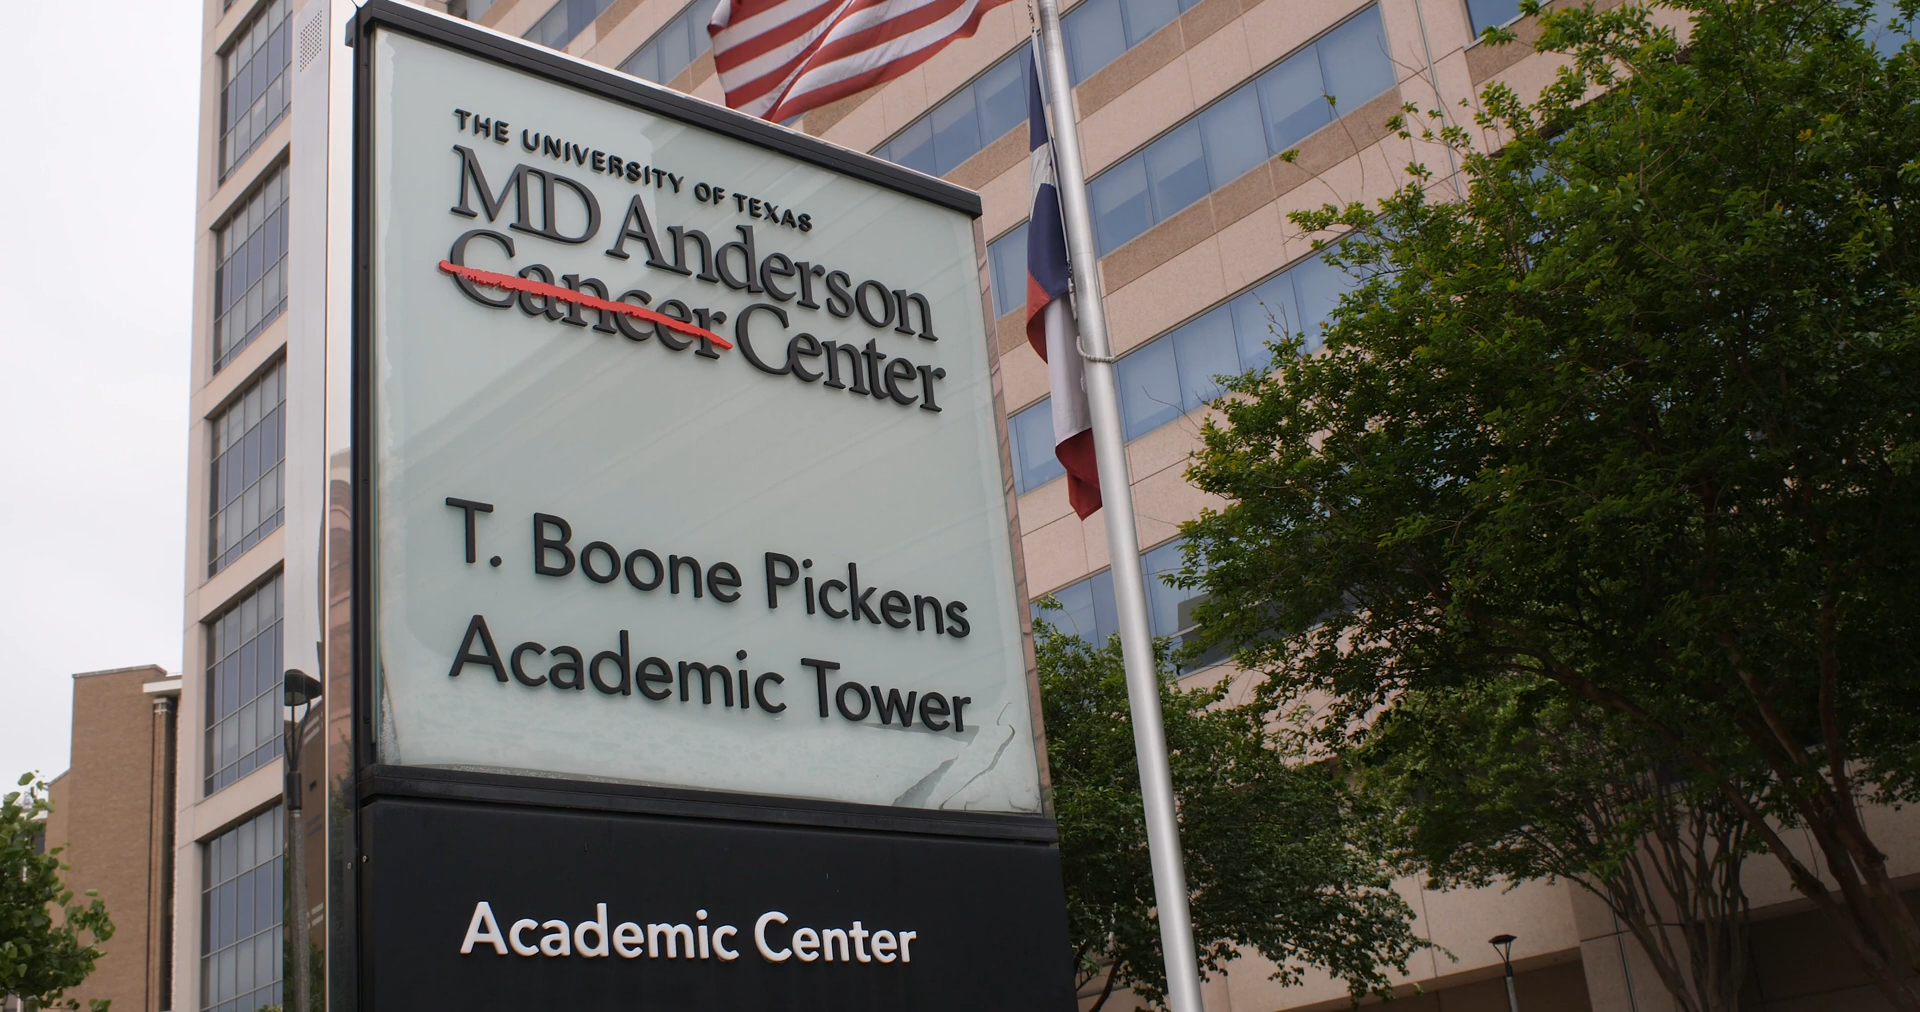 THE UNIVERSITY OF TEXAS
MD Anderson
Cancer Center
T. Boone Pickens
Academic Tower
Academic Center